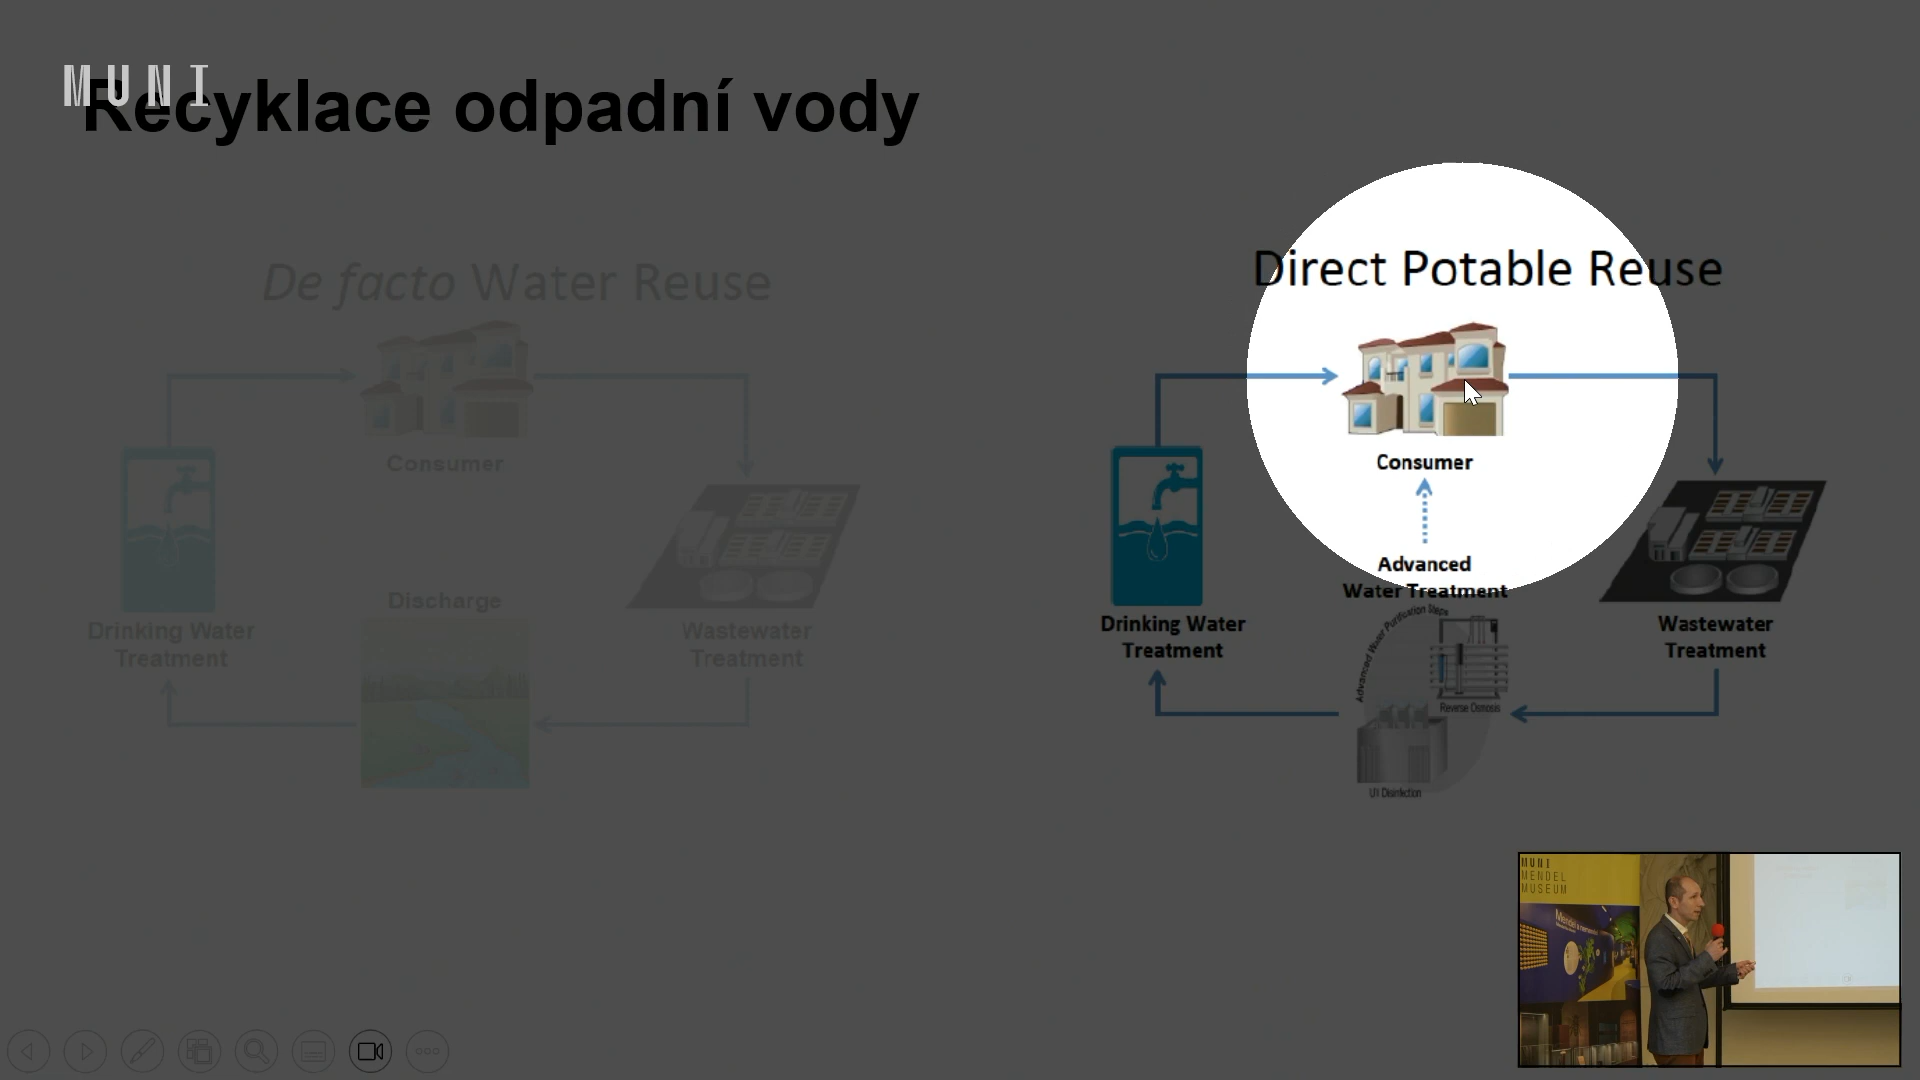 MUNI
Recyklace odpadní vody
De facto Water Reuse
Consumer
Drinking Water
Treatment
Discharge
Wastewater
Treatment
Direct Potable Reuse
Consumer
Advanced
Water Treatment
Advanced Water Purification Steps
Drinking Water
Treatment
Reverse Osmosis
UV Disinfection
Wastewater
Treatment
MUNI
MENDEL
MUSEUM